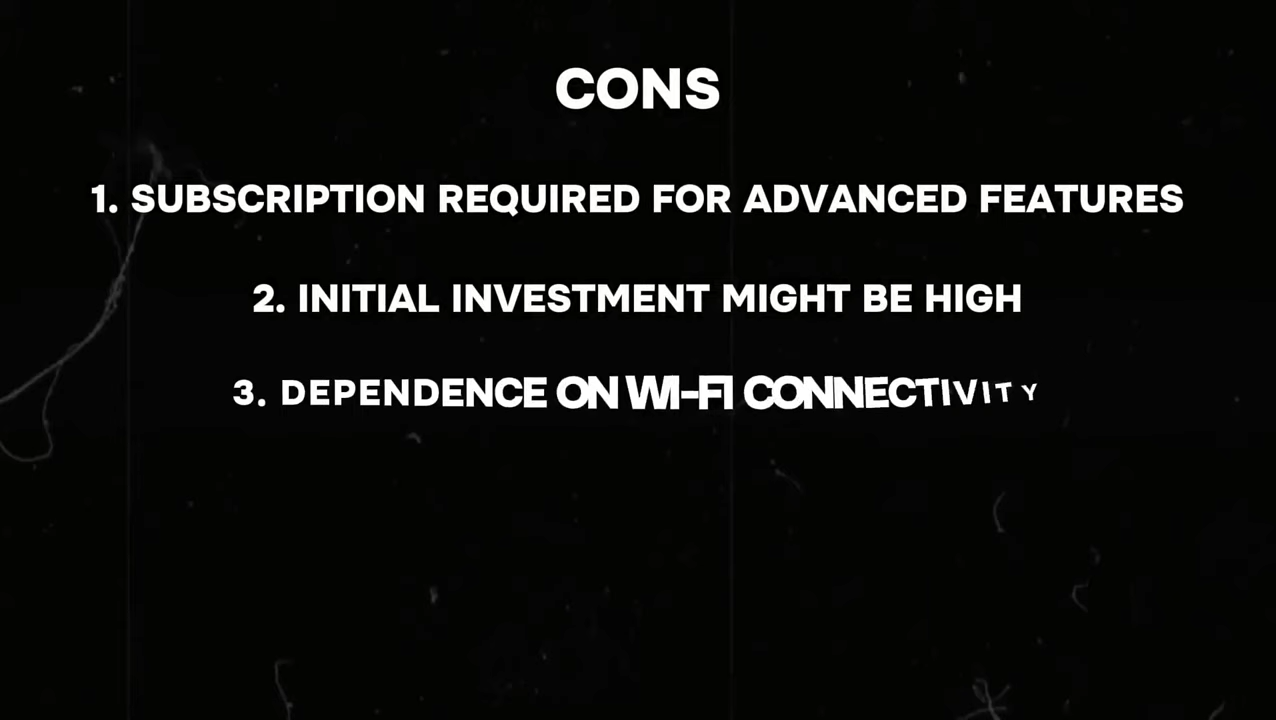 CONS
1. SUBSCRIPTION REQUIRED FOR ADVANCED FEATURES
2. INITIAL INVESTMENT MIGHT BE HIGH
3. DEPENDENCE ON WI-FI CONNECTIVITY